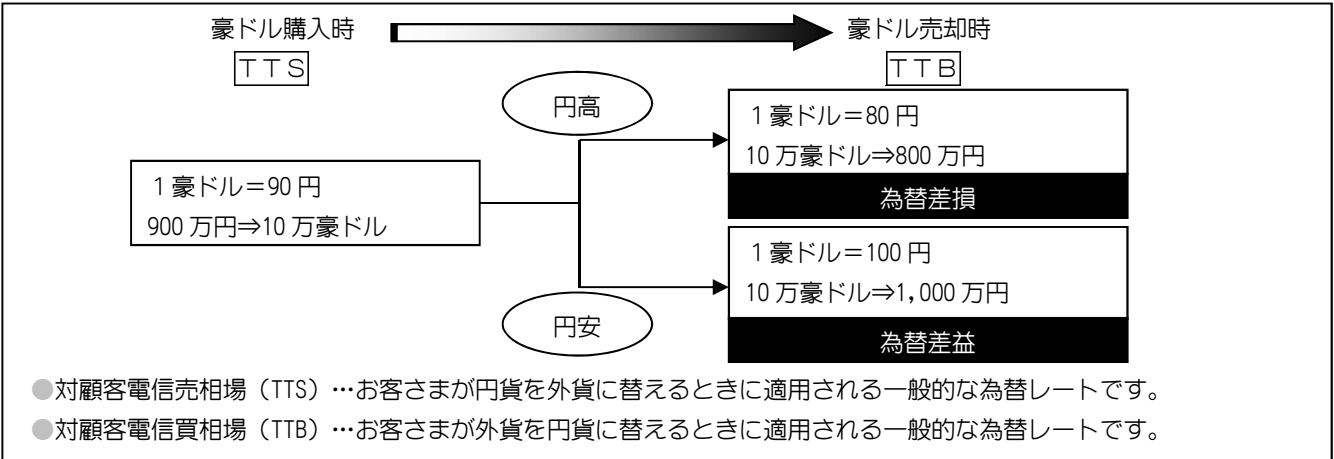 豪ドル購入時
豪ドル売却時
TTS
TTB
円高
1豪ドル=80円
10万豪ドル⇒800万円
為替差損
1豪ドル=90円
900万円⇒10万豪ドル
1豪ドル=100円
10万豪ドル⇒1,000万円
円安
為替差益
●対顧客電信売相場(TTS)…お客さまが円貨を外貨に替えるときに適用される一般的な為替レートです。
●対顧客電信買相場(TTB)…お客さまが外貨を円貨に替えるときに適用される一般的な為替レートです。